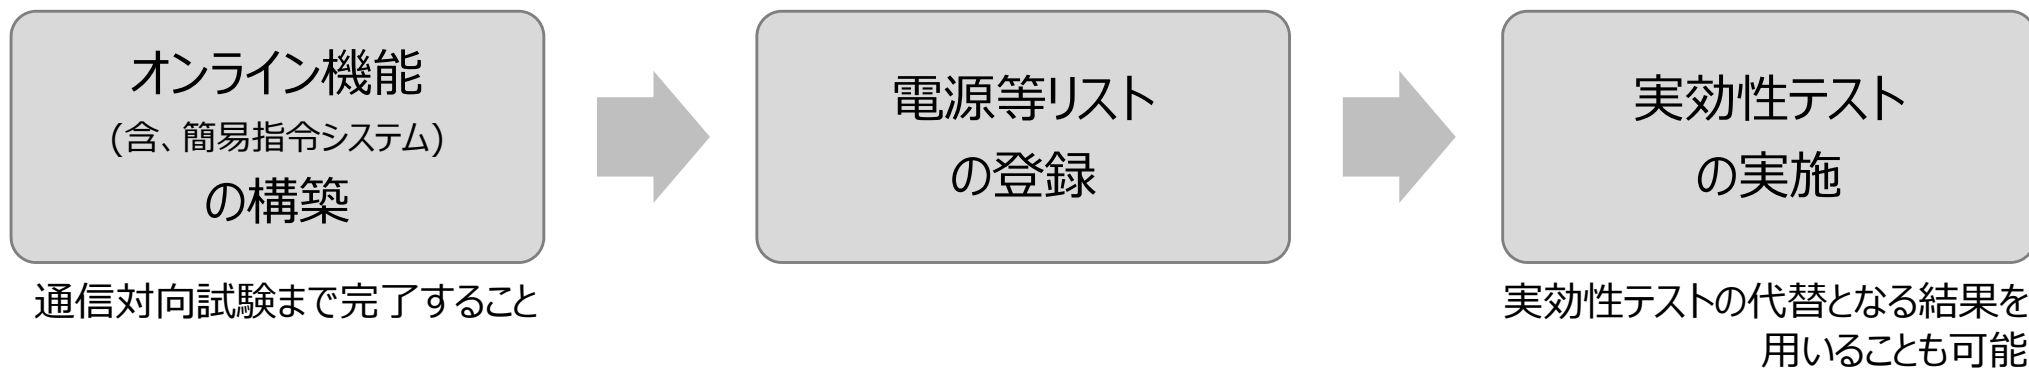 オンライン機能
(含、簡易指令システム)
の構築
通信対向試験まで完了すること
電源等リスト
の登録
実効性テスト
の実施
実効性テストの代替となる結果を
用いることも可能